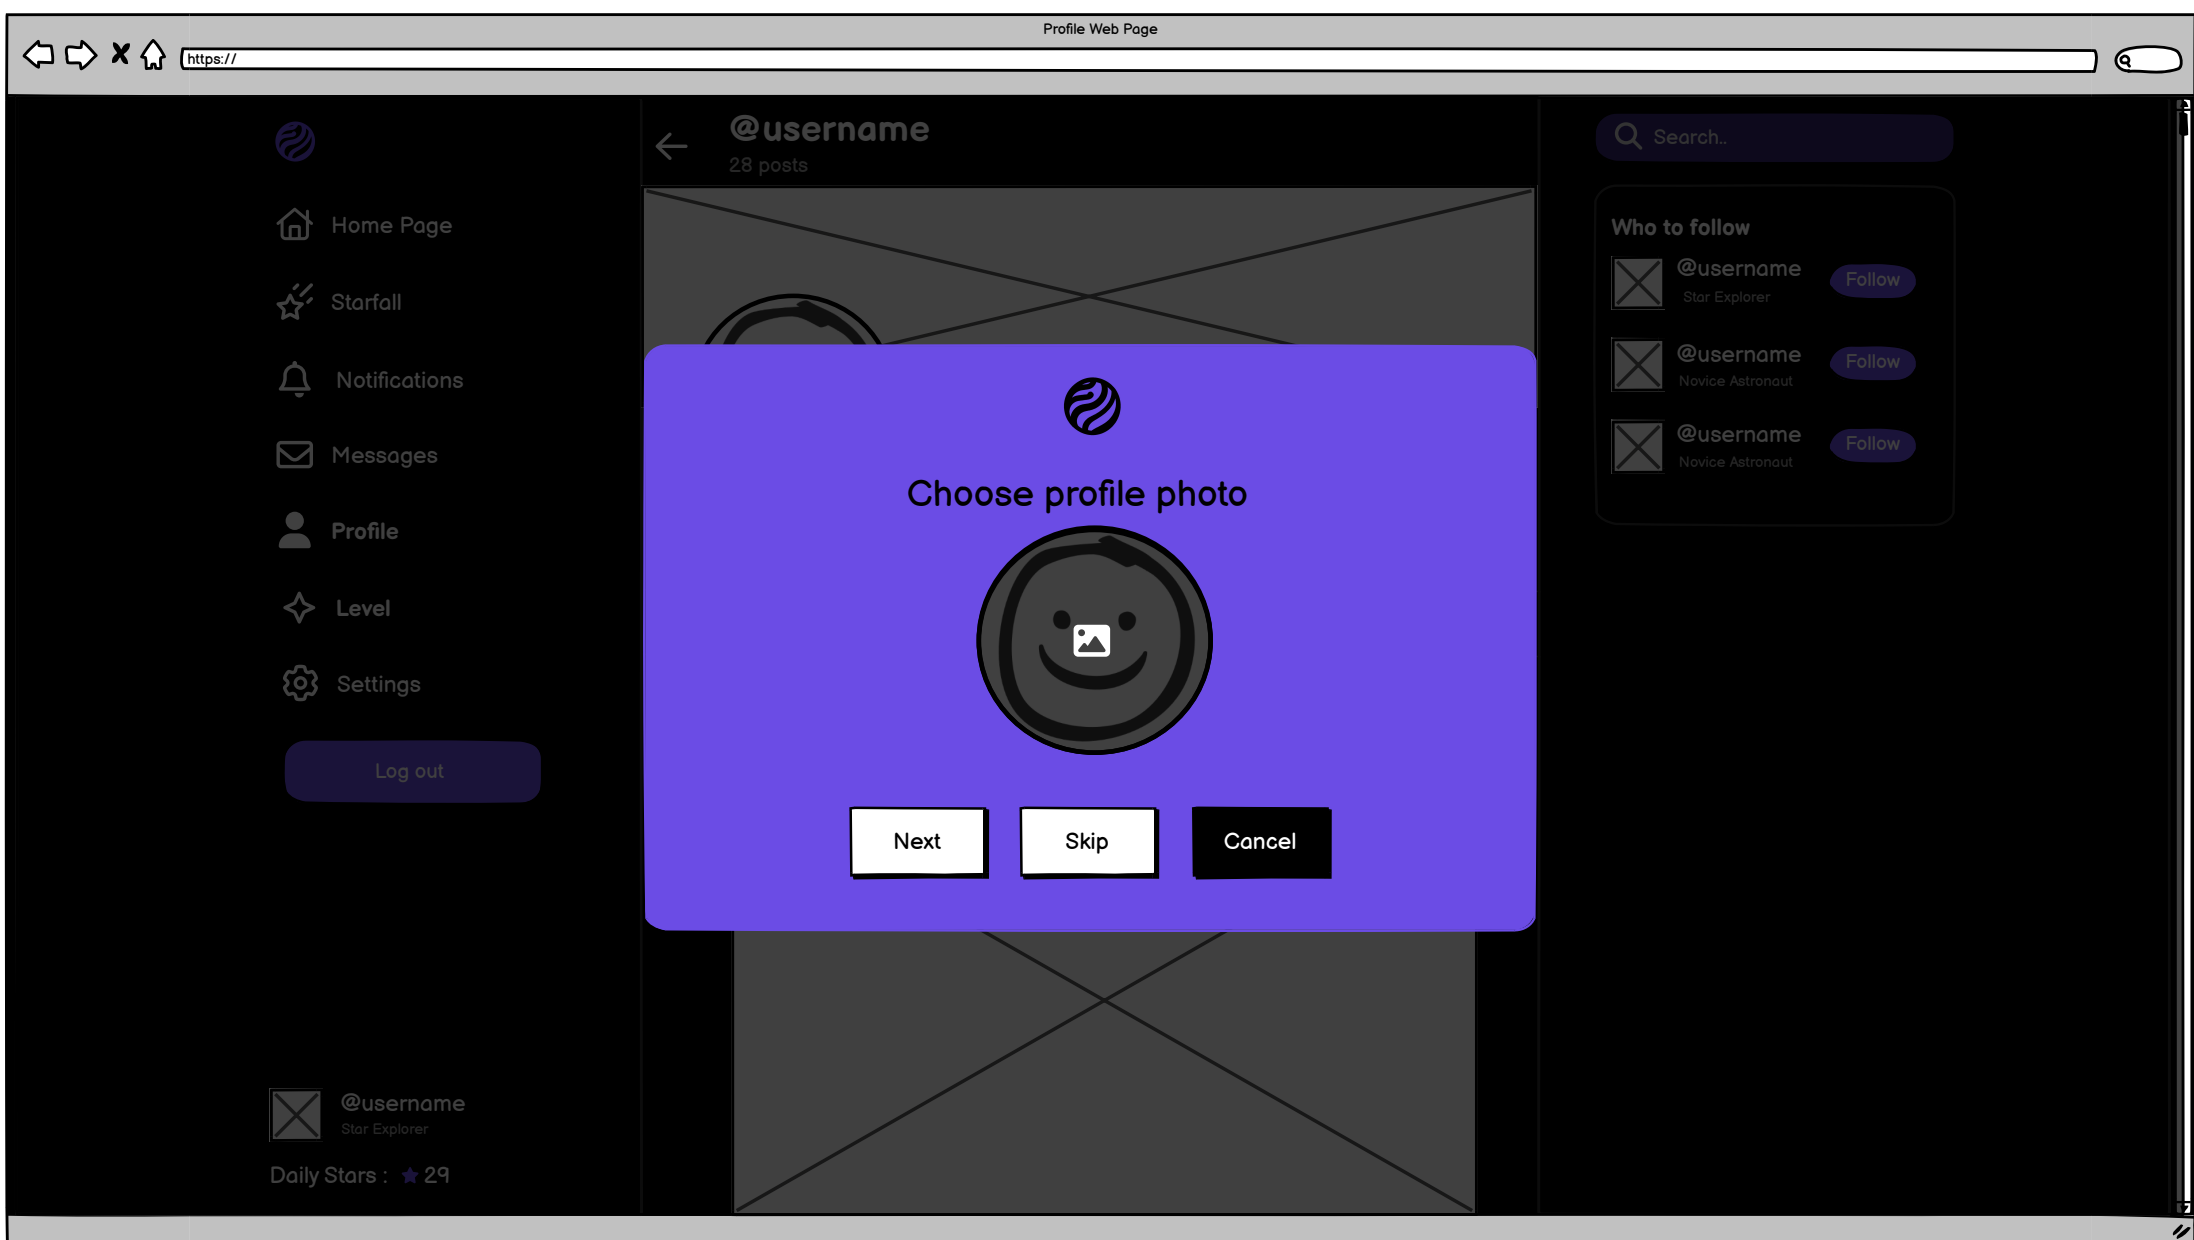 Profile Web Page
https://
@username
28 posts
Home Page
Starfall
Notifications
Messages
Profile
Level
Settings
Log out
@username
Star Explorer
Daily Stars : 29
Choose profile photo
Next
Skip
Cancel
Search..
Who to follow
@username
Star Explorer
Follow
@username
Novice Astronaut
Follow
@username
Novice Astronaut
Follow